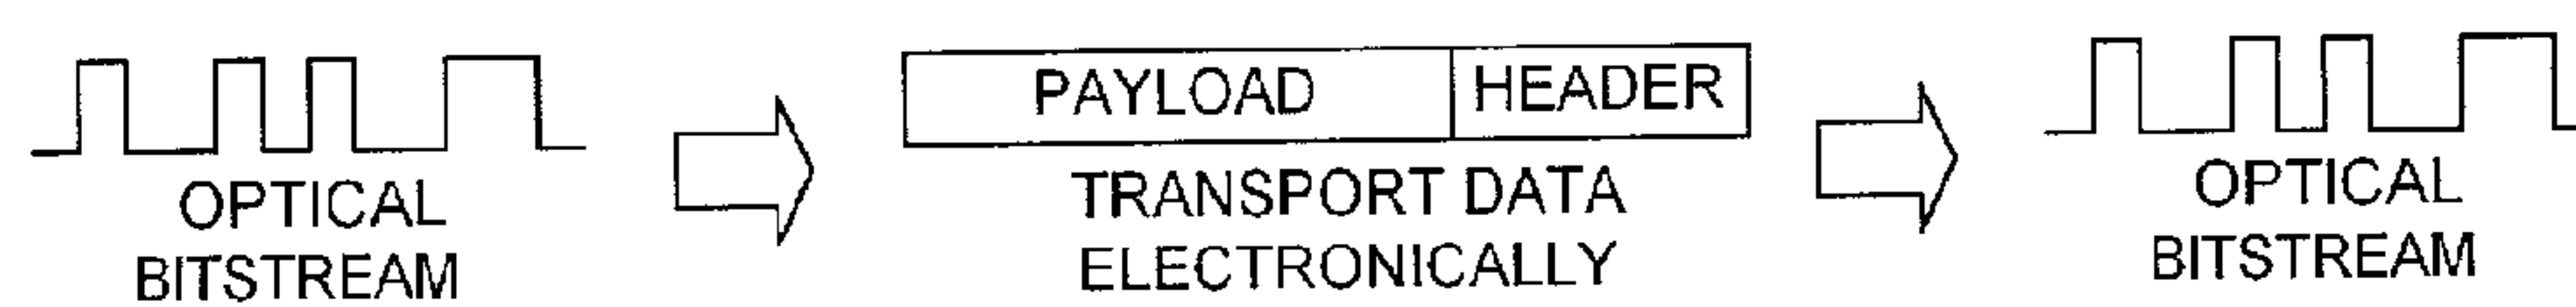 OPTICAL
BITSTREAM
PAYLOAD
HEADER
TRANSPORT DATA
ELECTRONICALLY
OPTICAL
BITSTREAM